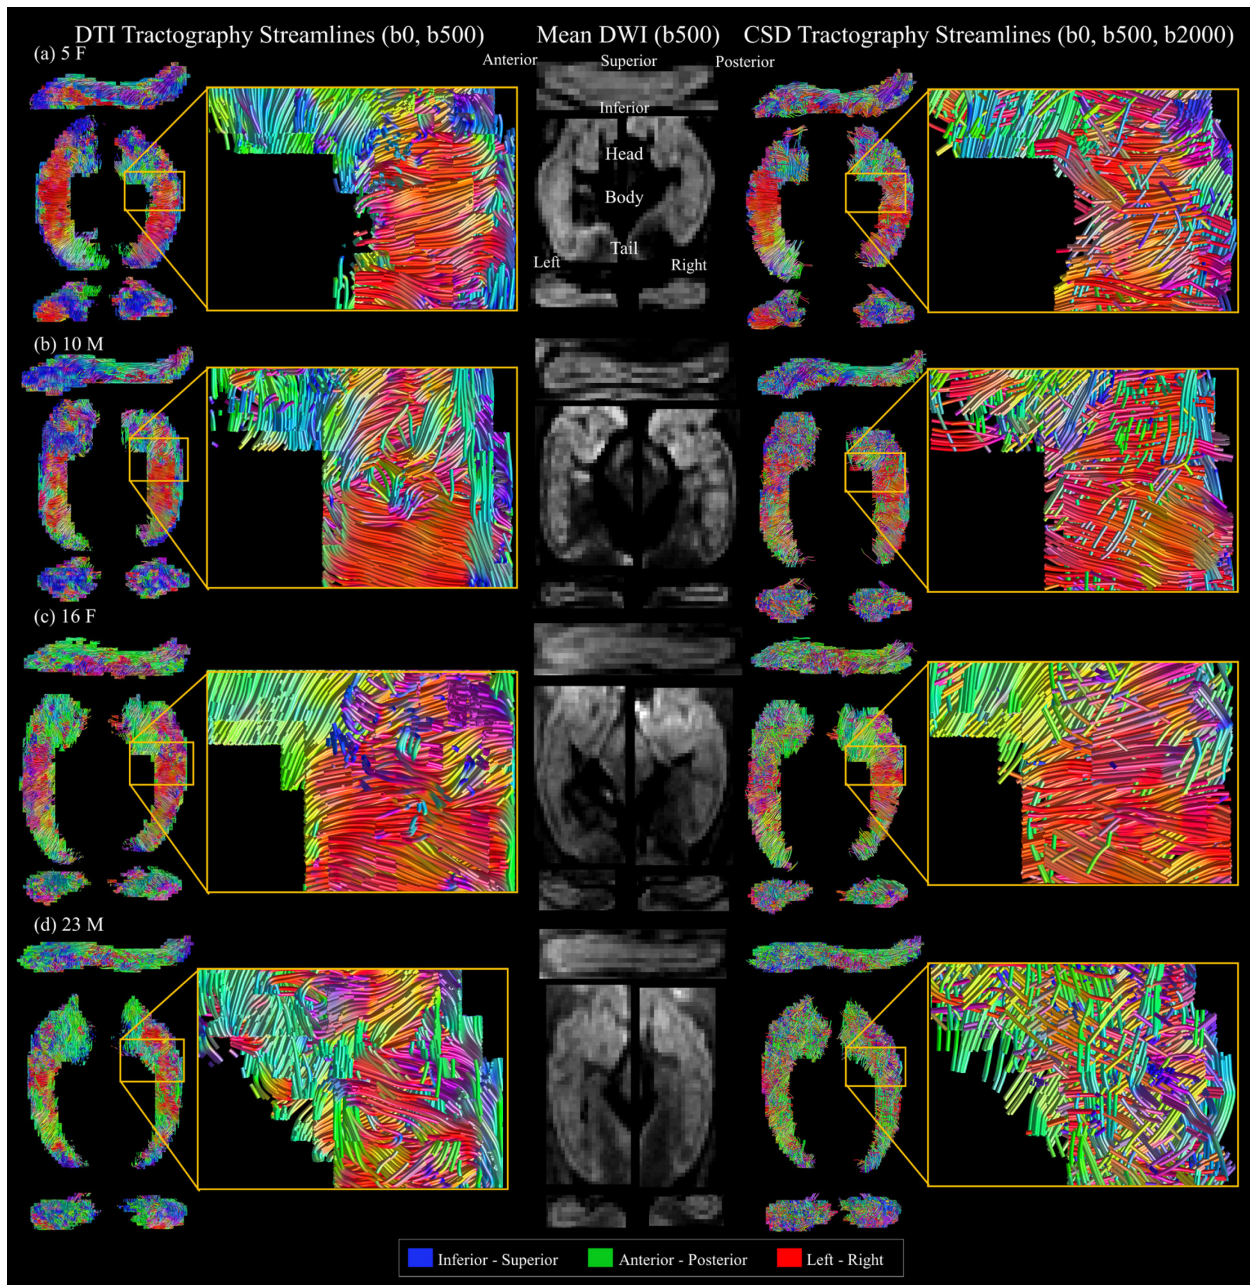 DTI Tractography Streamlines (b0, b500)
Mean DWI (b500)
CSD Tractography Streamlines (b0, b500, b2000)
(a) 5 F
Anterior
Superior
Posterior
Inferior
Head
Body
Tail
Left
Right
(b) 10 M
(c) 16 F
(d) 23 M
Inferior - Superior
Anterior - Posterior
Left - Right